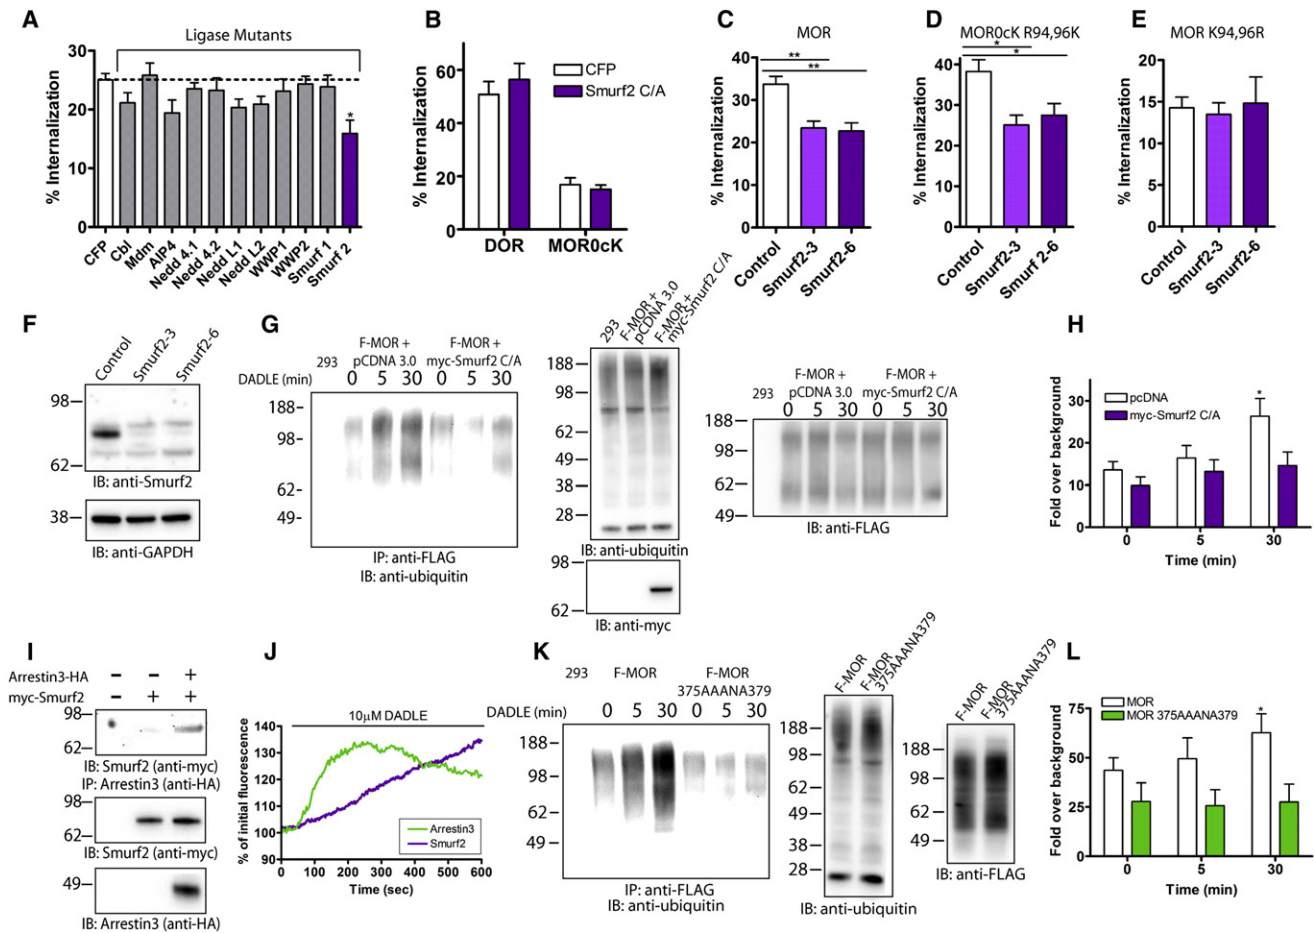 A
Ligase Mutants
% Internalization
30
20
10
0
*
CFP
Cbl
Mdm
AIP4
Nedd 4.1
Nedd 4.2
Nedd L1
Nedd L2
WWP1
WWP2
Smurf 1
Smurf 2
B
% Internalization
60
40
20
0
CFP
Smurf2 C/A
DOR MOR0cK
C
MOR
% Internalization
40
30
20
10
0
**
**
Control
Smurf2-3
Smurf2-6
D
MOR0cK R94,96K
% Internalization
40
30
20
10
0
*
*
Control
Smurf2-3
Smurf 2-6
E
MOR K94,96R
% Internalization
20
15
10
5
0
Control
Smurf2-3
Smurf2-6
F
Control
Smurf2-3
Smurf2-6
98
62
IB: anti-Smurf2
38
IB: anti-GAPDH
G
293
F-MOR +
pCDNA 3.0
F-MOR +
myc-Smurf2 C/A
DADLE (min) 0 5 30 0 5 30
188
98
62
49
IP: anti-FLAG
IB: anti-ubiquitin
293
F-MOR +
pCDNA 3.0
F-MOR +
myc-Smurf2 C/A
188
98
62
49
38
28
IB: anti-ubiquitin
98
62
IB: anti-myc
293
F-MOR +
pCDNA 3.0
F-MOR +
myc-Smurf2 C/A
0 5 30 0 5 30
188
98
62
49
IB: anti-FLAG
H
Fold over background
30
20
10
0
pcDNA
myc-Smurf2 C/A
*
0 5 30
Time (min)
I
Arrestin3-HA - - +
myc-Smurf2 - + +
98
62
IB: Smurf2 (anti-myc)
IP: Arrestin3 (anti-HA)
98
62
IB: Smurf2 (anti-myc)
49
IB: Arrestin3 (anti-HA)
J
10µM DADLE
% of initial fluorescence
140
130
120
110
100
90
Arrestin3
Smurf2
0 100 200 300 400 500 600
Time (sec)
K
293
F-MOR
F-MOR
375AAANA379
DADLE (min) 0 5 30 0 5 30
188
98
62
49
IP: anti-FLAG
IB: anti-ubiquitin
F-MOR
F-MOR
375AAANA379
188
98
62
49
38
28
IB: anti-ubiquitin
F-MOR
F-MOR
375AAANA379
188
98
62
49
IB: anti-FLAG
L
Fold over background
75
50
25
0
MOR
MOR 375AAANA379
*
0 5 30
Time (min)